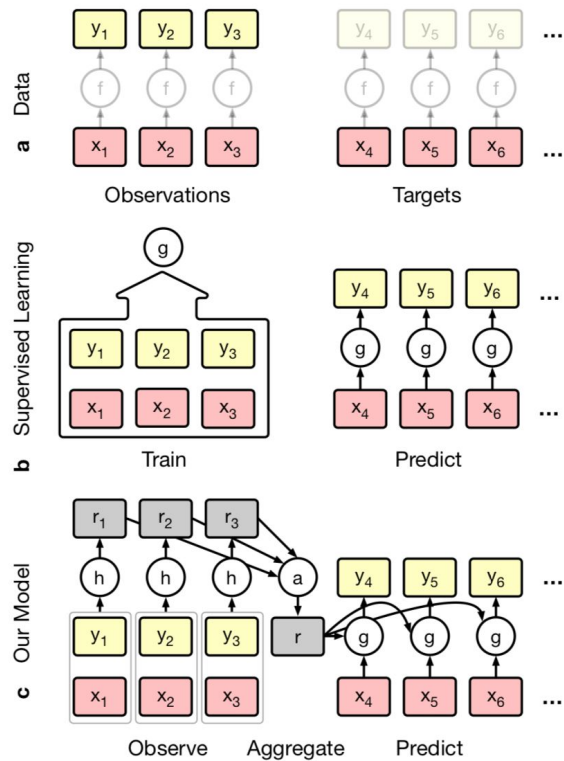 y1 y2 y3 y4 y5 y6 ...
f f f f f f
x1 x2 x3 x4 x5 x6 ...
Observations Targets
a Data
g
y4 y5 y6 ...
y1 y2 y3 g g g
x1 x2 x3 x4 x5 x6 ...
Train Predict
b Supervised Learning
r1 r2 r3
h h h a y4 y5 y6 ...
y1 y2 y3 r g g g
x1 x2 x3 x4 x5 x6 ...
Observe Aggregate Predict
c Our Model